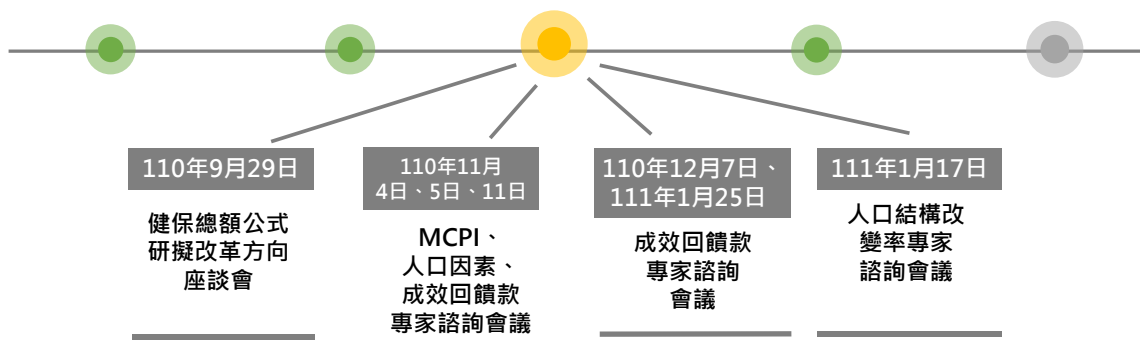 110年9月29日
健保總額公式
研擬改革方向
座談會
110年11月
4日、5日、11日
MCPI、
人口因素、
成效回饋款
專家諮詢會議
110年12月7日、
111年1月25日
成效回饋款
專家諮詢
會議
111年1月17日
人口結構改
變率專家
諮詢會議